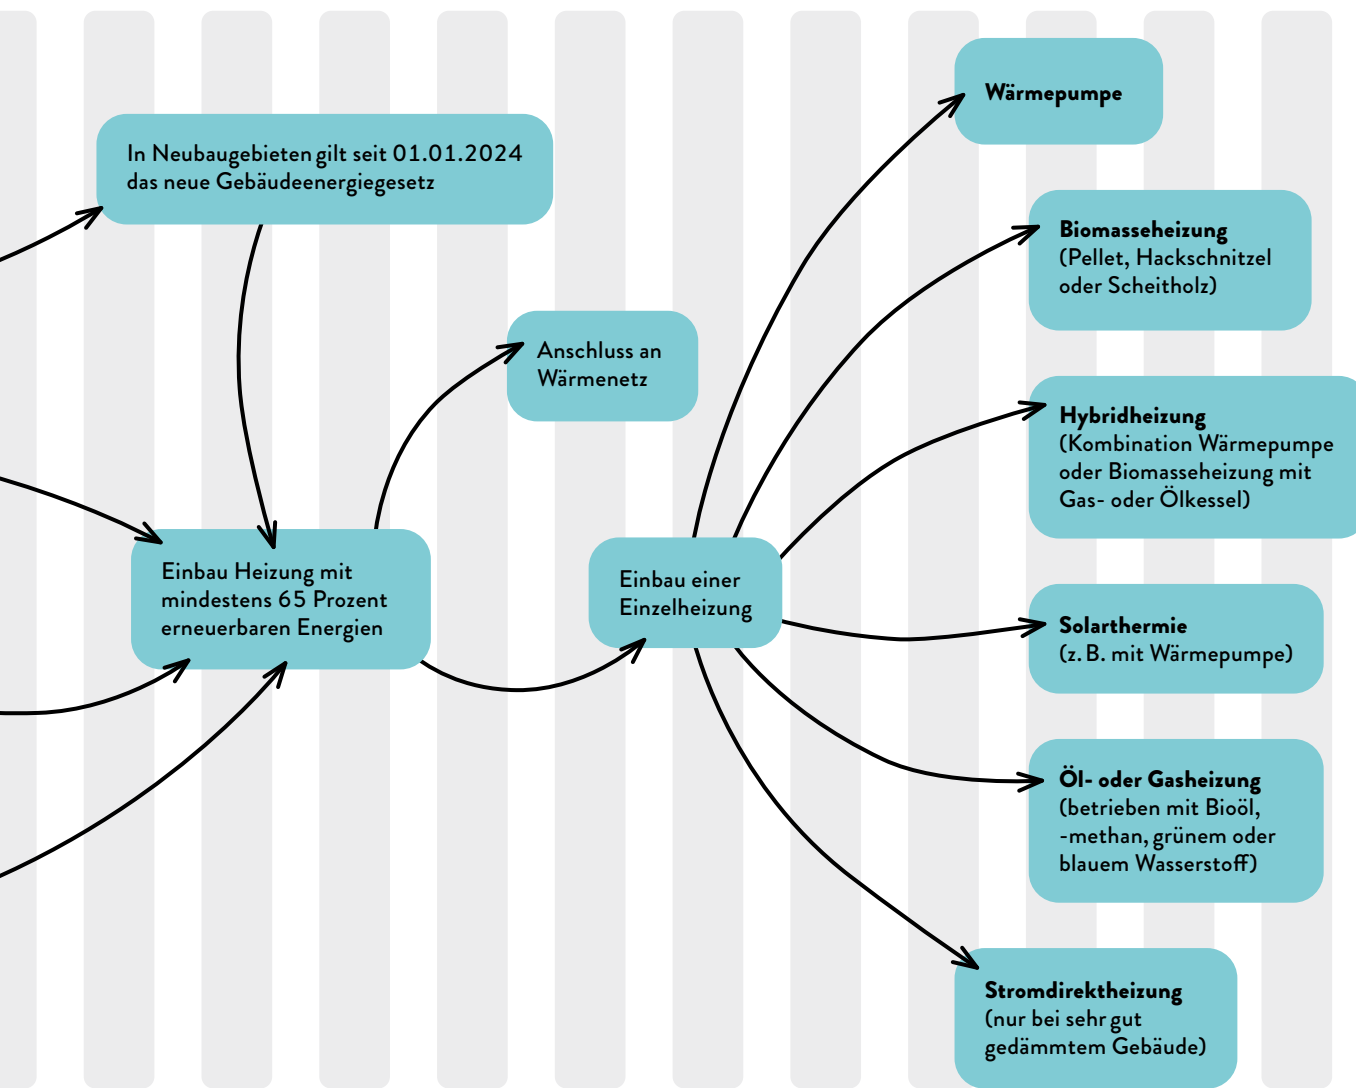 In Neubaugebieten gilt seit 01.01.2024
das neue Gebäudeenergiegesetz
Anschluss an
Wärmenetz
Einbau Heizung mit
mindestens 65 Prozent
erneuerbaren Energien
Einbau einer
Einzelheizung
Wärmepumpe
Biomasseheizung
(Pellet, Hackschnitzel
oder Scheitholz)
Hybridheizung
(Kombination Wärmepumpe
oder Biomasseheizung mit
Gas- oder Ölkessel)
Solarthermie
(z. B. mit Wärmepumpe)
Öl- oder Gasheizung
(betrieben mit Bioöl,
-methan, grünem oder
blauem Wasserstoff)
Stromdirektheizung
(nur bei sehr gut
gedämmtem Gebäude)